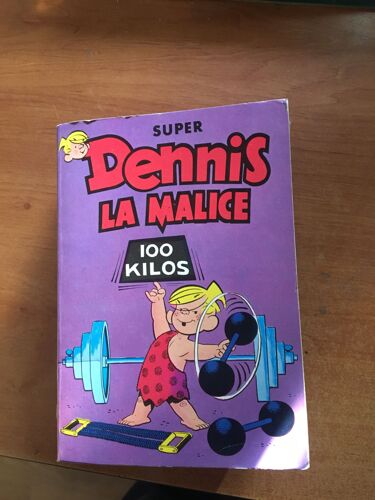 SUPER
Dennis
LA MALICE
100
KILOS